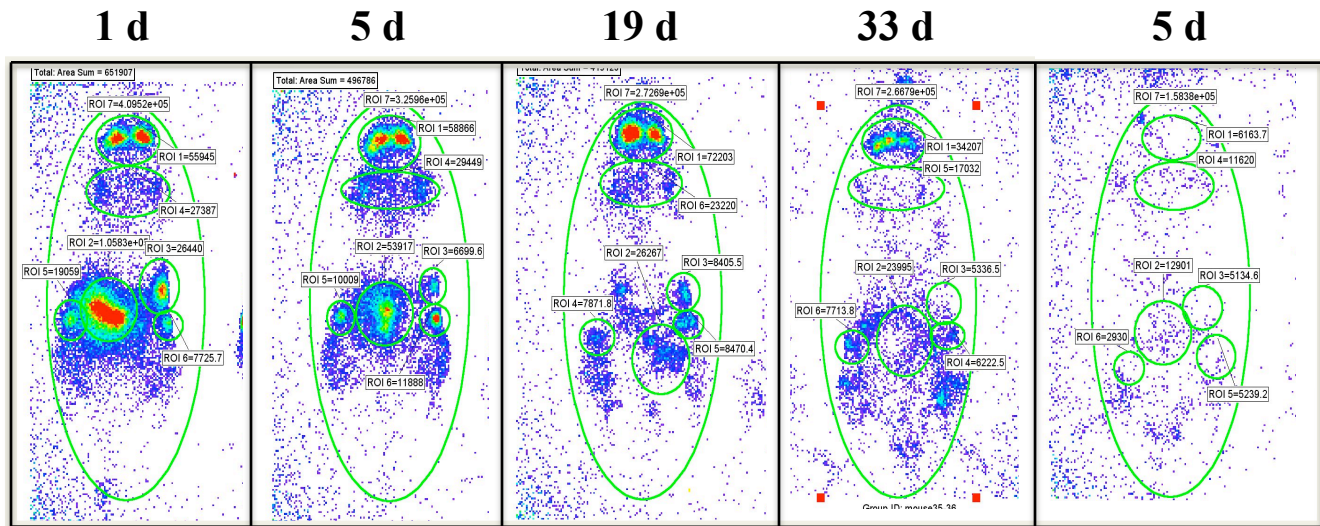 1 d
5 d
19 d
33 d
5 d
Total: Area Sum = 651907
ROI 7=4.0952e+05
ROI 1=55945
ROI 4=27387
ROI 2=1.0583e+05
ROI 3=26440
ROI 5=19059
ROI 6=7725.7
Total: Area Sum = 496786
ROI 7=3.2596e+05
ROI 1=58866
ROI 4=29449
ROI 2=53917
ROI 3=6699.6
ROI 5=10009
ROI 6=11888
Total: Area Sum =
ROI 7=2.7269e+05
ROI 1=72203
ROI 6=23220
ROI 2=26267
ROI 3=8405.5
ROI 4=7871.8
ROI 5=8470.4
ROI 7=2.6679e+05
ROI 1=34207
ROI 5=17032
ROI 2=23995
ROI 3=5336.5
ROI 6=7713.8
ROI 4=6222.5
Group ID: mouse35-36
ROI 7=1.5838e+05
ROI 1=6163.7
ROI 4=11620
ROI 2=12901
ROI 3=5134.6
ROI 6=2930
ROI 5=5239.2